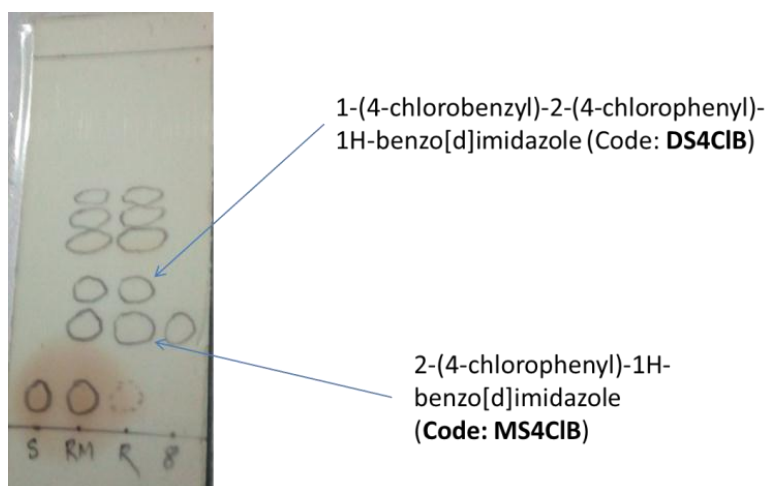 1-(4-chlorobenzyl)-2-(4-chlorophenyl)-
1H-benzo[d]imidazole (Code: DS4ClB)
2-(4-chlorophenyl)-1H-
benzo[d]imidazole
(Code: MS4ClB)
S RM R 8